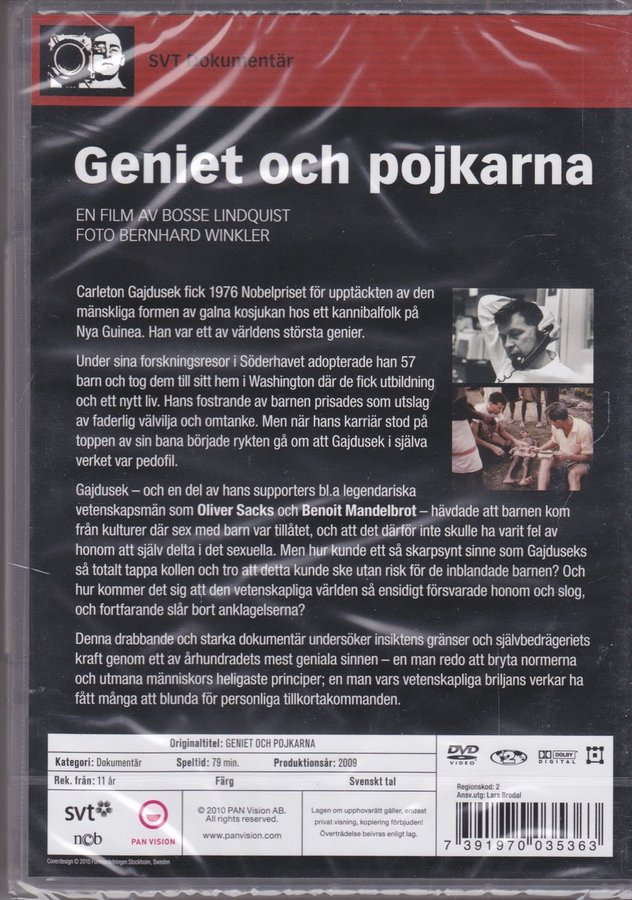 SVT Dokumentär
Geniet och pojkarna
EN FILM AV BOSSE LINDQUIST
FOTO BERNHARD WINKLER
Carleton Gajdusek fick 1976 Nobelpriset för upptäckten av den
mänskliga formen av galna kosjukan hos ett kannibalfolk på
Nya Guinea. Han var ett av världens största genier.
Under sina forskningsresor i Söderhavet adopterade han 57
barn och tog dem till sitt hem i Washington där de fick utbildning
och ett nytt liv. Hans fostrande av barnen prisades som utslag
av faderlig välvilja och omtanke. Men när hans karriär stod på
toppen av sin bana började rykten gå om att Gajdusek i själva
verket var pedofil.
Gajdusek – och en del av hans supporters bl.a legendariska
vetenskapsmän som Oliver Sacks och Benoit Mandelbrot – hävdade att barnen kom
från kulturer där sex med barn var tillåtet, och att det därför inte skulle ha varit fel av
honom att själv delta i det sexuella. Men hur kunde ett så skarpsynt sinne som Gajduseks
så totalt tappa kollen och tro att detta kunde ske utan risk för de inblandade barnen? Och
hur kommer det sig att den vetenskapliga världen så ensidigt försvarade honom och slog,
och fortfarande slår bort anklagelserna?
Denna drabbande och starka dokumentär undersöker insiktens gränser och självbedrägeriets
kraft genom ett av århundradets mest geniala sinnen – en man redo att bryta normerna
och utmana människors heligaste principer; en man vars vetenskapliga briljans verkar ha
fått många att blunda för personliga tillkortakommanden.
Originaltitel: GENIET OCH POJKARNA
Kategori: Dokumentär Speltid: 79 min. Produktionsår: 2009
Rek. från: 11 år Färg Svenskt tal
DVD VIDEO 2 DOLBY DIGITAL
Regionskod: 2
Ansv.utg: Lars Brodal
svt
ncb
PAN VISION
© 2010 PAN Vision AB.
All rights reserved.
www.panvision.com
Lagen om upphovsrätt gäller, endast
privat visning, kopiering förbjuden!
Överträdelse beivras enligt lag.
7 391970 035363